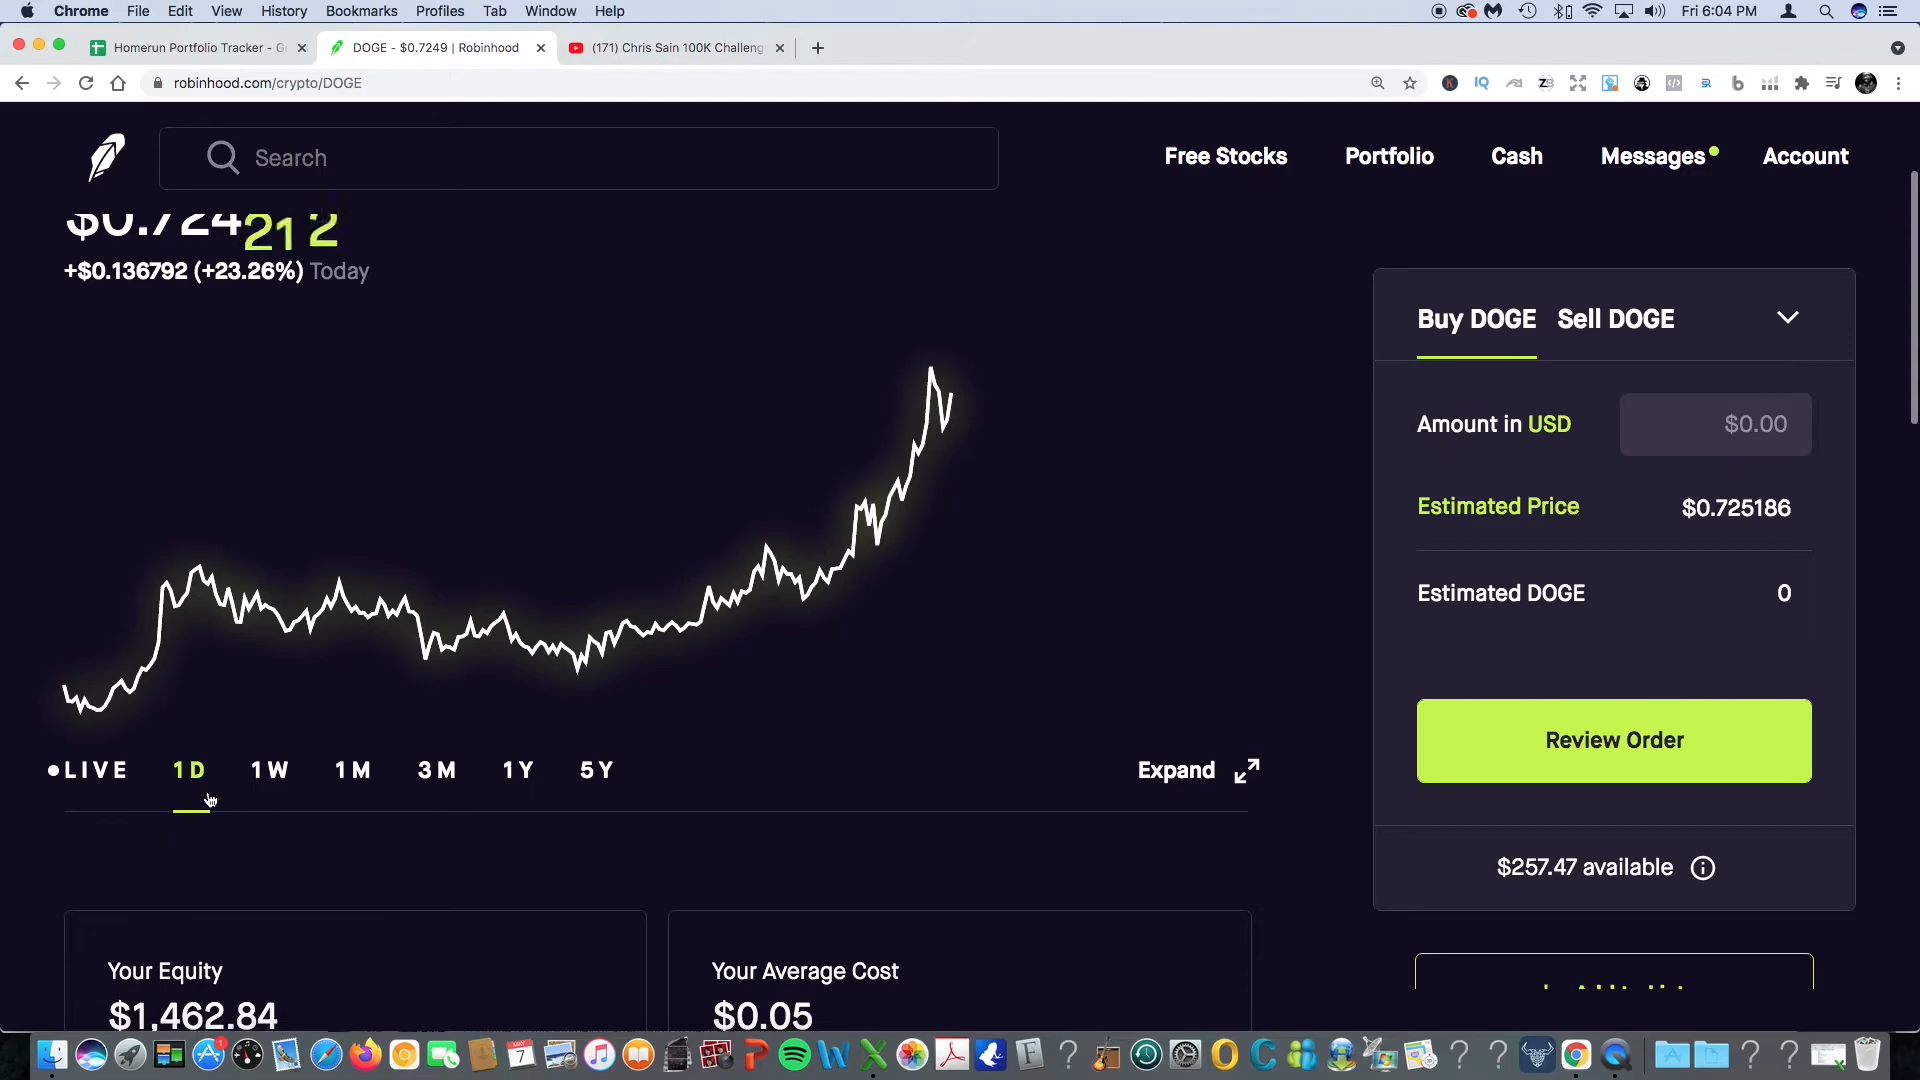 Chrome File Edit View History Bookmarks Profiles Tab Window Help Fri 6:04 PM
Homerun Portfolio Tracker - Go DOGE - $0.7249 | Robinhood (171) Chris Sain 100K Challeng
robinhood.com/crypto/DOGE
Search Free Stocks Portfolio Cash Messages Account
+$0.136792 (+23.26%) Today
Buy DOGE Sell DOGE
Amount in USD $0.00
Estimated Price $0.725186
Estimated DOGE 0
Review Order
$257.47 available
LIVE 1D 1W 1M 3M 1Y 5Y Expand
Your Equity
$1,462.84
Your Average Cost
$0.05